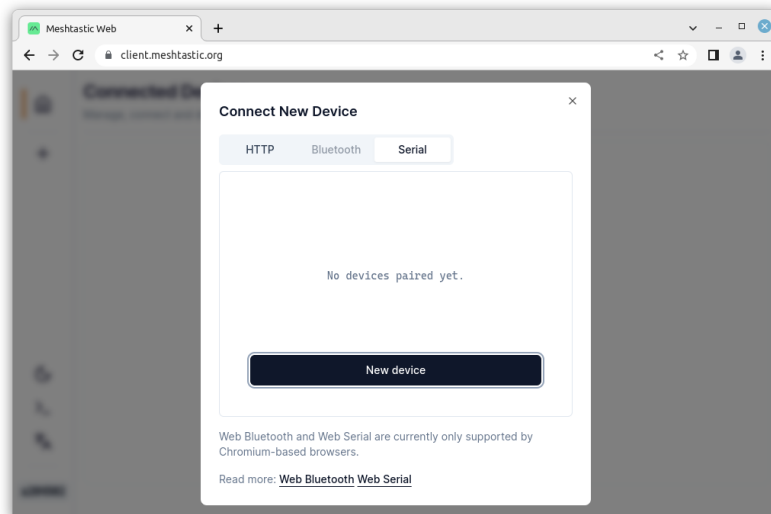 Meshtastic Web
client.meshtastic.org
Connect New Device
HTTP Bluetooth Serial
No devices paired yet.
New device
Web Bluetooth and Web Serial are currently only supported by
Chromium-based browsers.
Read more: Web Bluetooth Web Serial